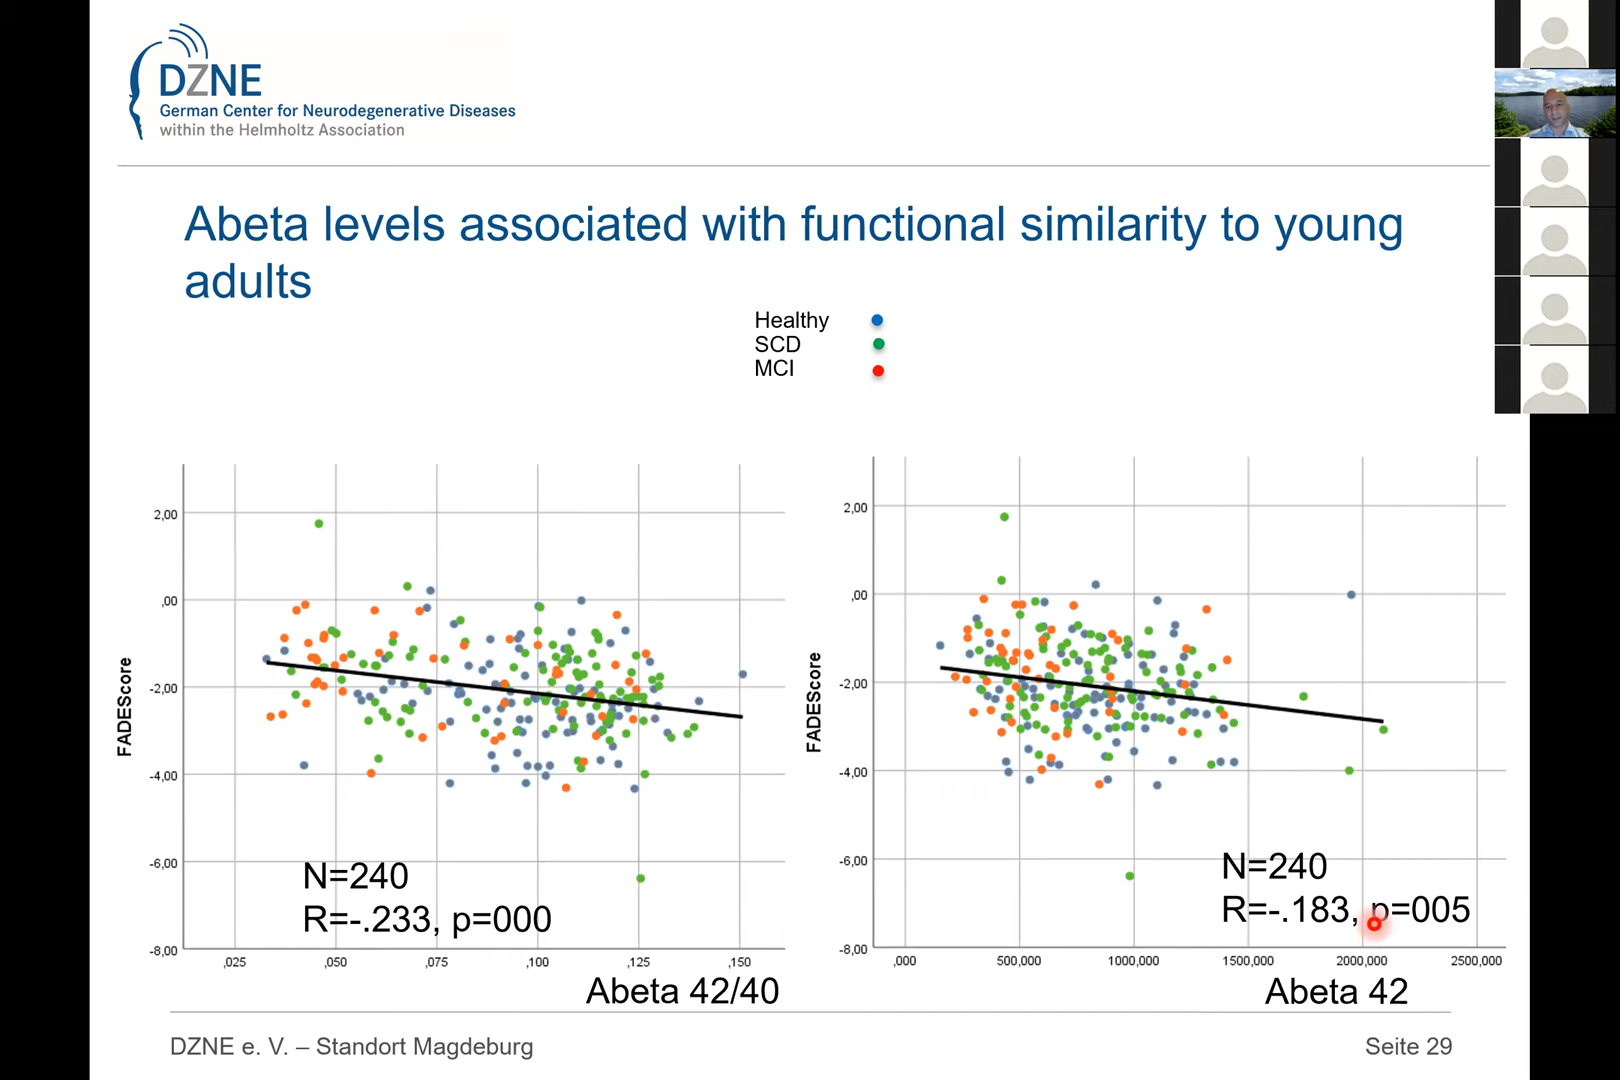 DZNE
German Center for Neurodegenerative Diseases
within the Helmholtz Association
Abeta levels associated with functional similarity to young
adults
Healthy
SCD
MCI
FADEScore
2,00
,00
-2,00
-4,00
-6,00
-8,00
,025 ,050 ,075 ,100 ,125 ,150
N=240
R=-.233, p=000
Abeta 42/40
FADEScore
2,00
,00
-2,00
-4,00
-6,00
-8,00
,000 500,000 1000,000 1500,000 2000,000 2500,000
N=240
R=-.183, p=005
Abeta 42
DZNE e. V. – Standort Magdeburg
Seite 29